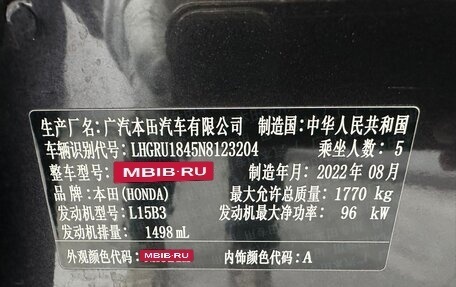 生产厂名:广汽本田汽车有限公司 制造国:中华人民共和国
车辆识别代号:LHGRU1845N8123204 乘坐人数:5
整车型号:MBIB.RU 制造年月:2022年08月
品牌:本田(HONDA) 最大允许总质量:1770 kg
发动机型号:L15B3 发动机最大净功率:96 kW
发动机排量:1498 mL
外观颜色代码:MBIB.RU 内饰颜色代码:A